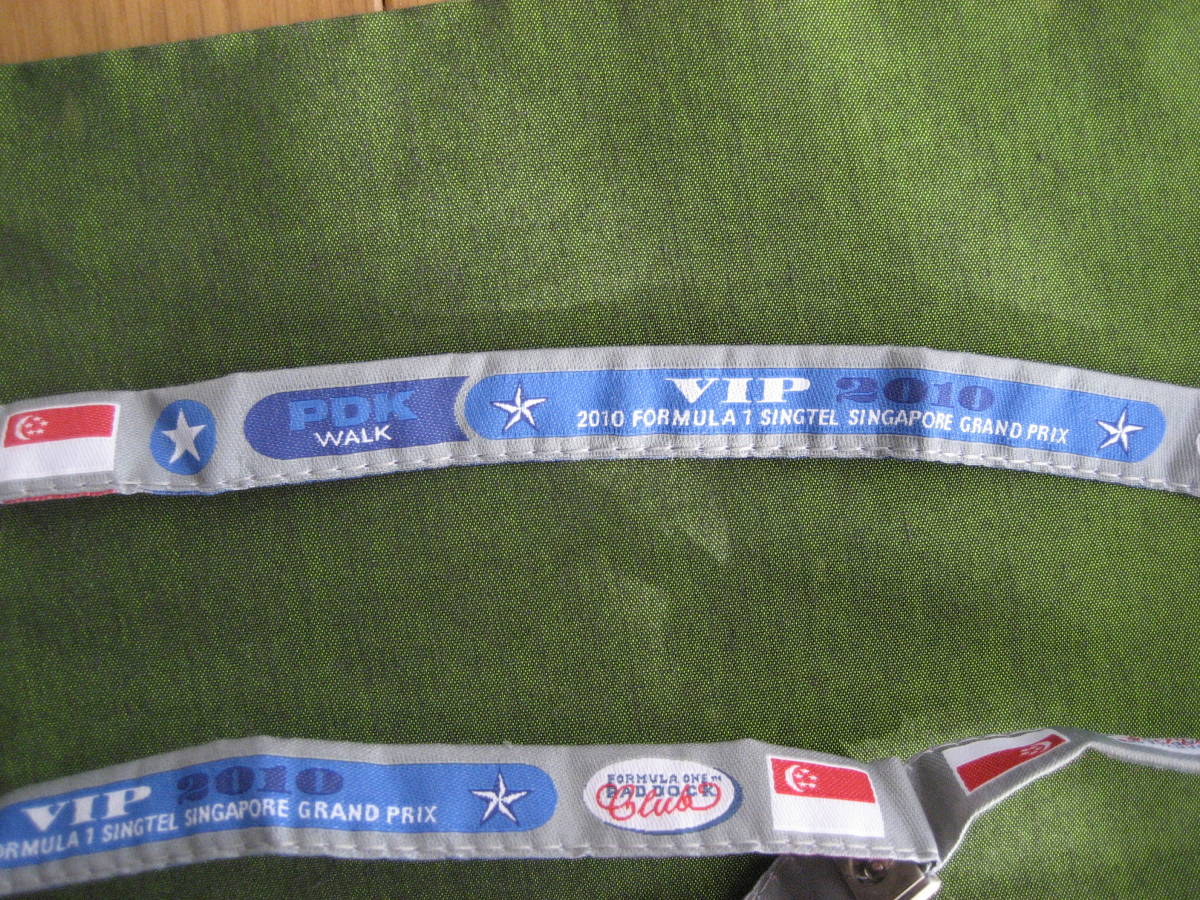 PDK
WALK
VIP 2010
2010 FORMULA 1 SINGTEL SINGAPORE GRAND PRIX
VIP 2010
FORMULA 1 SINGTEL SINGAPORE GRAND PRIX
FORMULA ONE™
PADDOCK
Club